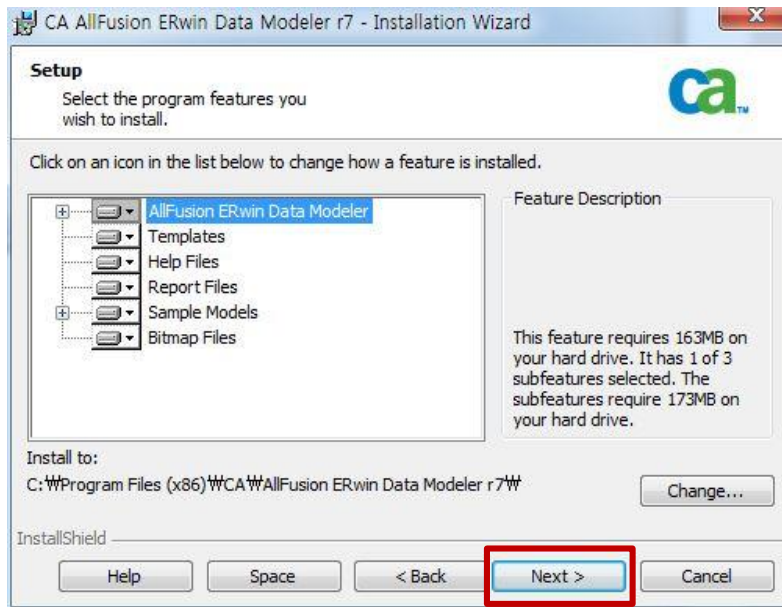 CA AllFusion ERwin Data Modeler r7 - Installation Wizard
X
Setup
Select the program features you
wish to install.
ca
TM
Click on an icon in the list below to change how a feature is installed.
AllFusion ERwin Data Modeler
Templates
Help Files
Report Files
Sample Models
Bitmap Files
Feature Description
This feature requires 163MB on
your hard drive. It has 1 of 3
subfeatures selected. The
subfeatures require 173MB on
your hard drive.
Install to:
C:₩Program Files (x86)₩CA₩AllFusion ERwin Data Modeler r7₩
Change...
InstallShield
Help
Space
< Back
Next >
Cancel